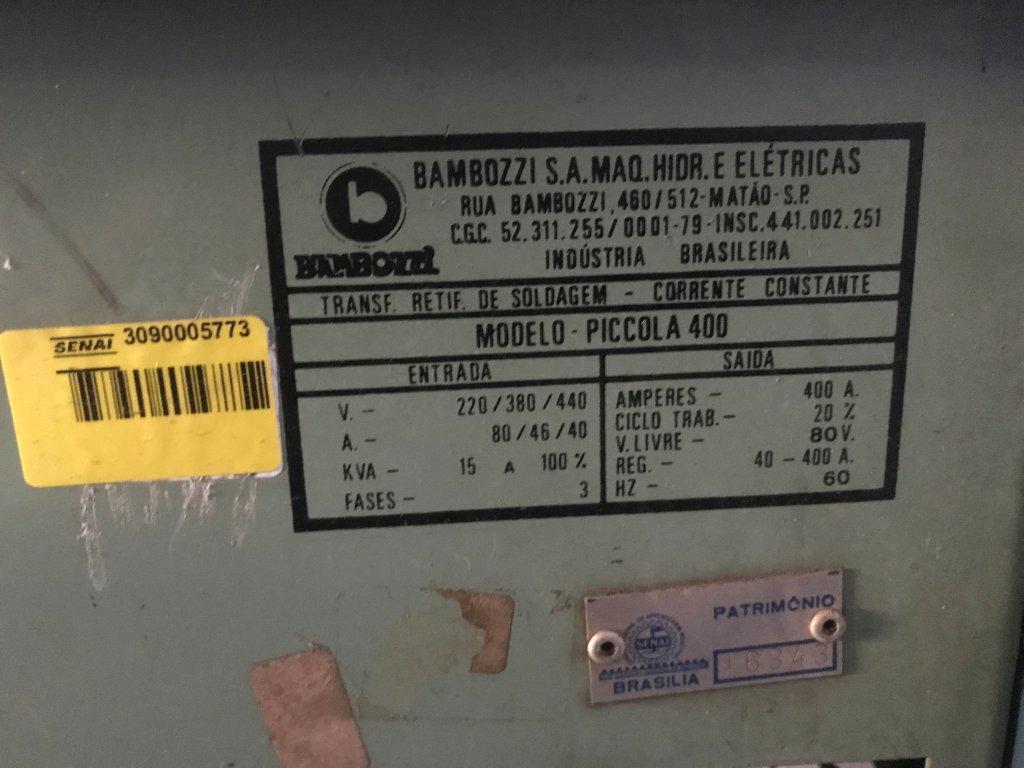 BAMBOZZI S.A. MAQ. HIDR. E ELÉTRICAS
RUA BAMBOZZI, 460/512-MATÃO-S.P.
C.G.C. 52.311.255/0001-79-INSC.441.002.251
INDÚSTRIA BRASILEIRA
BAMBOZZI
TRANSF. RETIF. DE SOLDAGEM - CORRENTE CONSTANTE
MODELO - PICCOLA 400
ENTRADA
V. - 220/380/440
A. - 80/46/40
KVA - 15 A 100 %
FASES - 3
SAIDA
AMPERES - 400 A.
CICLO TRAB. - 20 %
V. LIVRE - 80 V.
REG. - 40 - 400 A.
HZ - 60
SENAI 3090005773
PATRIMÔNIO
SENAI
16343
BRASILIA